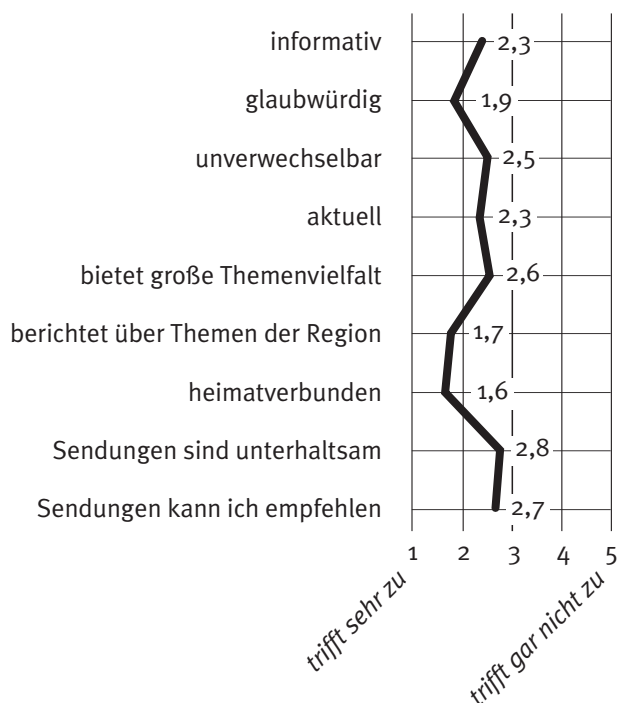 informativ 2,3
glaubwürdig 1,9
unverwechselbar 2,5
aktuell 2,3
bietet große Themenvielfalt 2,6
berichtet über Themen der Region 1,7
heimatverbunden 1,6
Sendungen sind unterhaltsam 2,8
Sendungen kann ich empfehlen 2,7
1 2 3 4 5
trifft sehr zu
trifft gar nicht zu